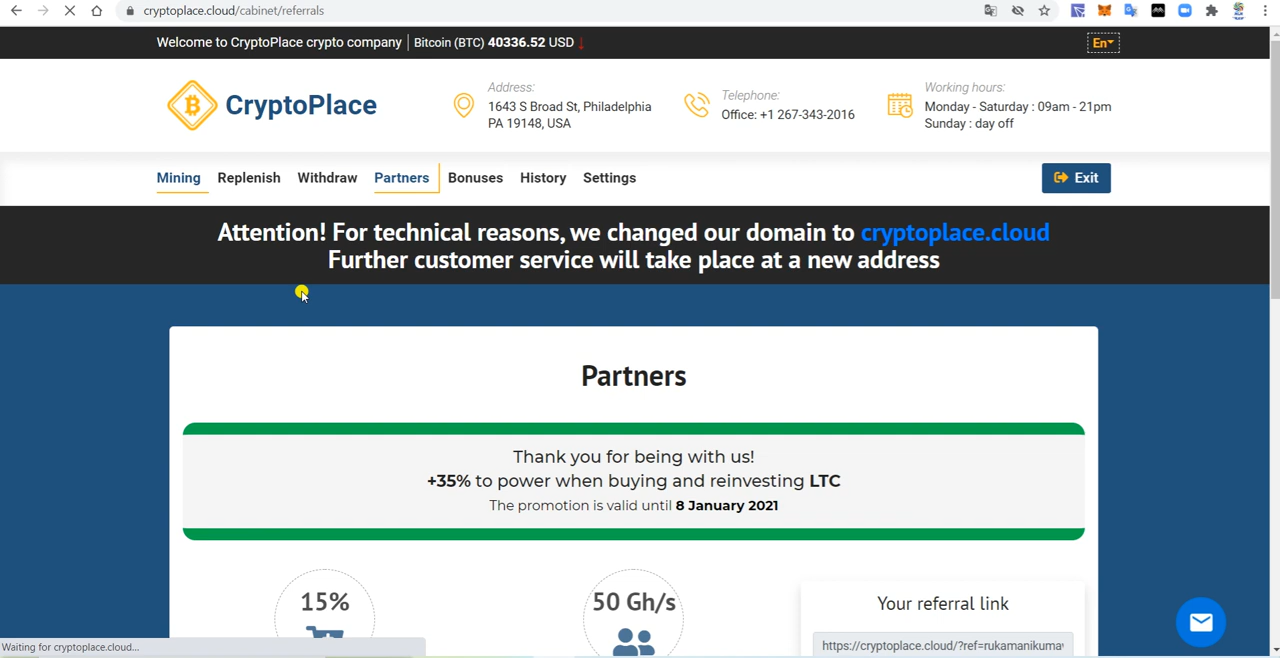 cryptoplace.cloud/cabinet/referrals
Welcome to CryptoPlace crypto company
Bitcoin (BTC) 40336.52 USD ↓
En
CryptoPlace
Address:
1643 S Broad St, Philadelphia
PA 19148, USA
Telephone:
Office: +1 267-343-2016
Working hours:
Monday - Saturday : 09am - 21pm
Sunday : day off
Mining
Replenish
Withdraw
Partners
Bonuses
History
Settings
Exit
Attention! For technical reasons, we changed our domain to cryptoplace.cloud
Further customer service will take place at a new address
Partners
Thank you for being with us!
+35% to power when buying and reinvesting LTC
The promotion is valid until 8 January 2021
15%
50 Gh/s
Your referral link
https://cryptoplace.cloud/?ref=rukamanikuma
Waiting for cryptoplace.cloud...